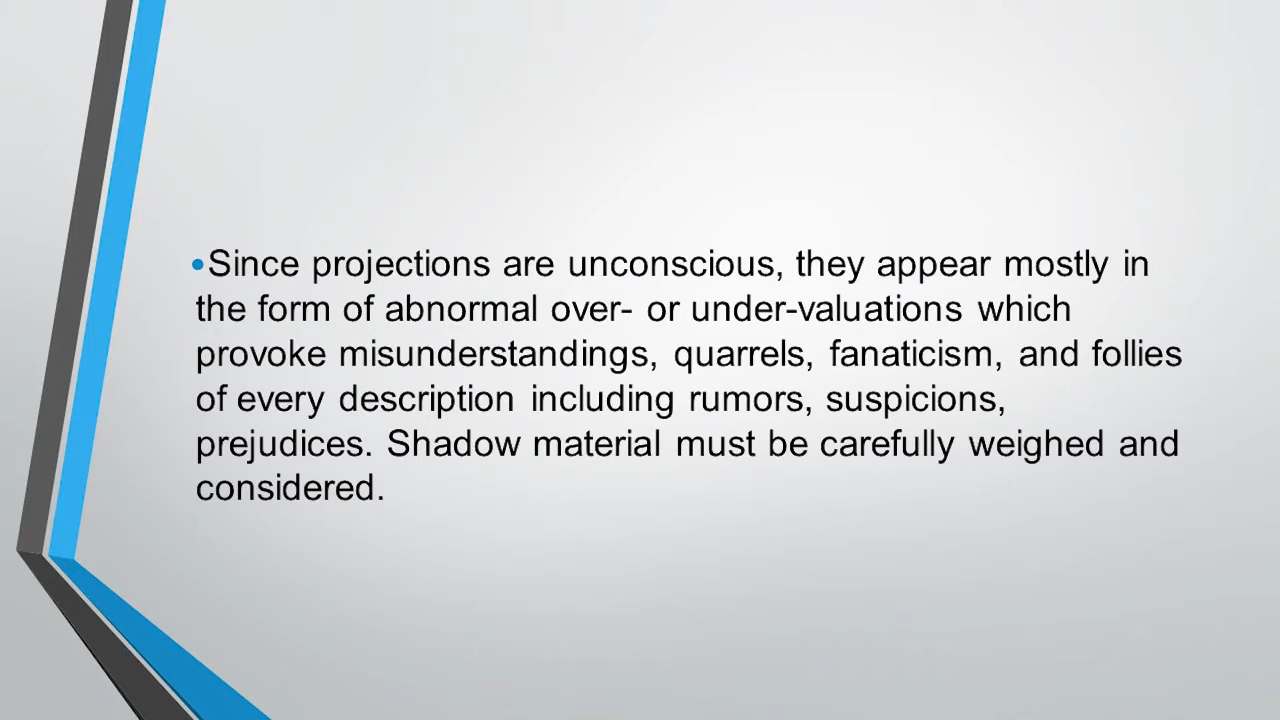 •Since projections are unconscious, they appear mostly in
the form of abnormal over- or under-valuations which
provoke misunderstandings, quarrels, fanaticism, and follies
of every description including rumors, suspicions,
prejudices. Shadow material must be carefully weighed and
considered.